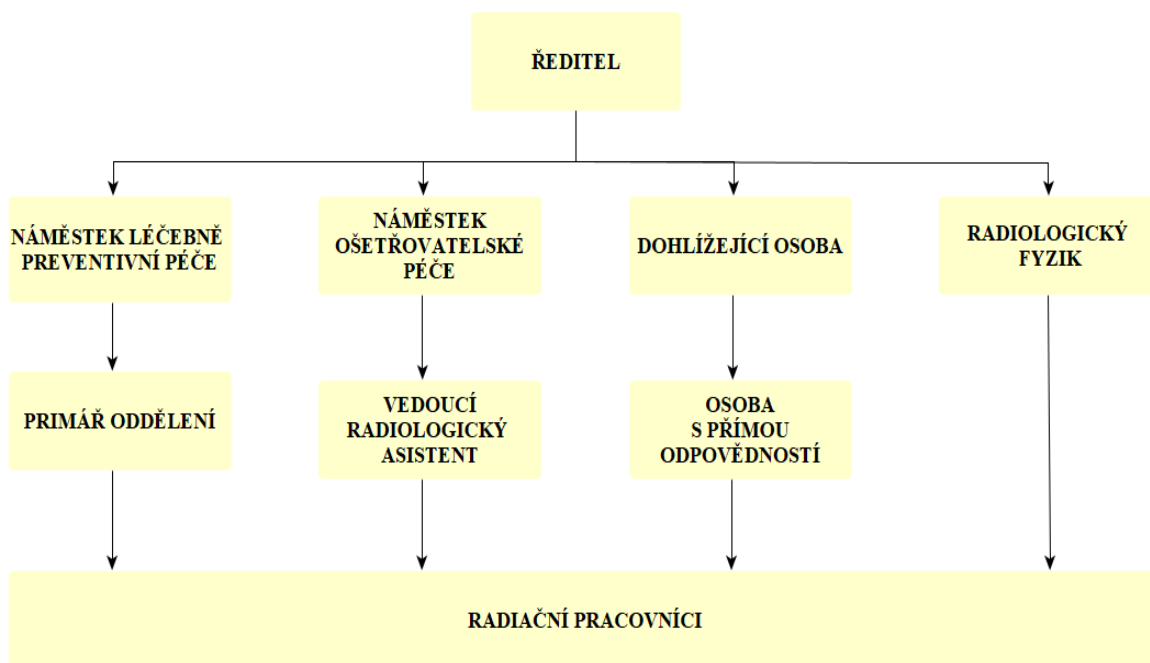 ŘEDITEL
NÁMĚSTEK LÉČEBNĚ
PREVENTIVNÍ PÉČE
NÁMĚSTEK
OŠETŘOVATELSKÉ
PÉČE
DOHLÍŽEJÍCÍ OSOBA
RADIOLOGICKÝ
FYZIK
PRIMÁŘ ODDĚLENÍ
VEDOUCÍ
RADIOLOGICKÝ
ASISTENT
OSOBA
S PŘÍMOU
ODPOVĚDNOSTÍ
RADIAČNÍ PRACOVNÍCI